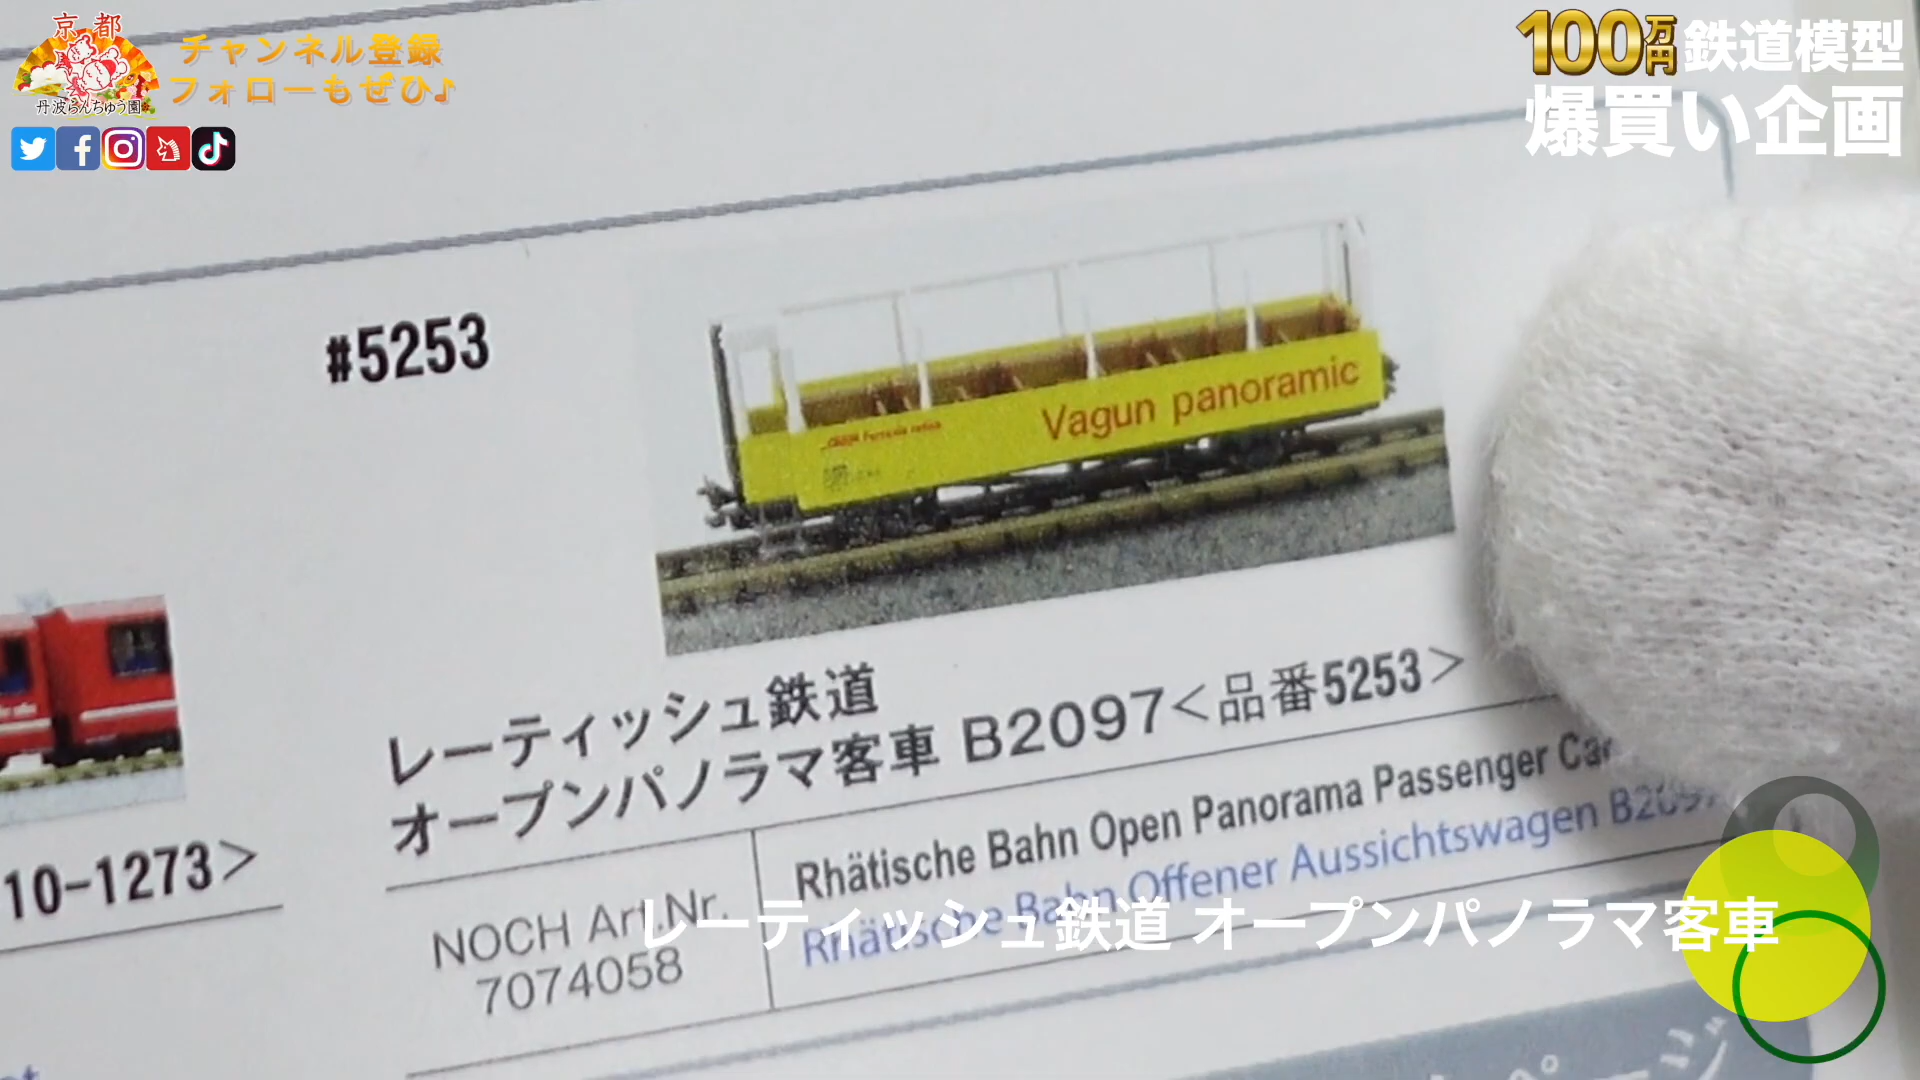 京都
丹波らんちゅう園
チャンネル登録
フォローもぜひ♪
100万円 鉄道模型
爆買い企画
#5253
Vagun panoramic
レーティッシュ鉄道
オープンパノラマ客車 B2097<品番5253>
10-1273>
NOCH Art.Nr.
7074058
Rhätische Bahn Open Panorama Passenger Car
Rhätische Bahn Offener Aussichtswagen B2097
レーティッシュ鉄道 オープンパノラマ客車